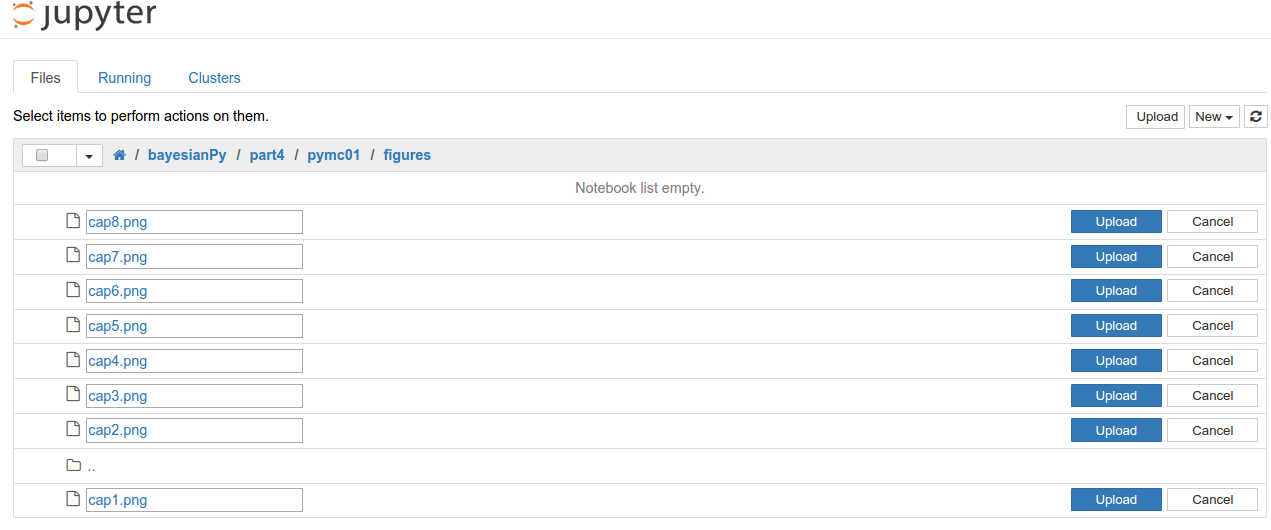 jupyter
Files Running Clusters
Select items to perform actions on them. Upload New
/ bayesianPy / part4 / pymc01 / figures
Notebook list empty.
cap8.png Upload Cancel
cap7.png Upload Cancel
cap6.png Upload Cancel
cap5.png Upload Cancel
cap4.png Upload Cancel
cap3.png Upload Cancel
cap2.png Upload Cancel
..
cap1.png Upload Cancel